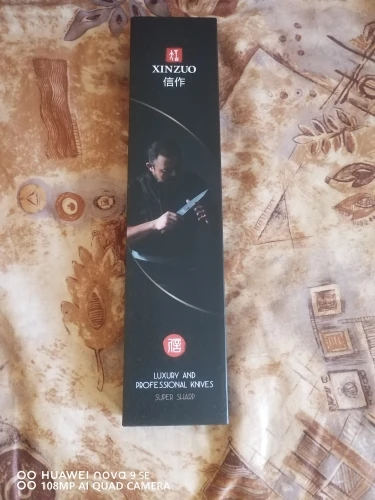 XINZUO
信作
LUXURY AND
PROFESSIONAL KNIVES
SUPER SHARP
HUAWEI nova 9 SE
108MP AI QUAD CAMERA